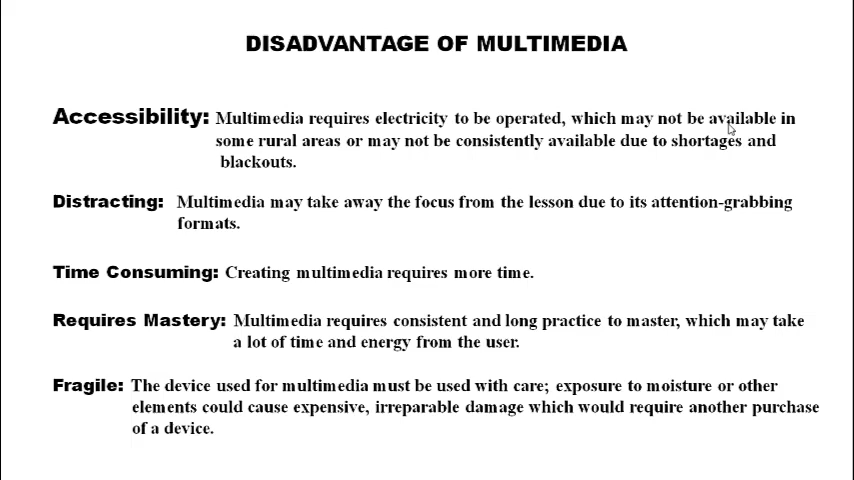 DISADVANTAGE OF MULTIMEDIA
Accessibility: Multimedia requires electricity to be operated, which may not be available in
some rural areas or may not be consistently available due to shortages and
blackouts.
Distracting: Multimedia may take away the focus from the lesson due to its attention-grabbing
formats.
Time Consuming: Creating multimedia requires more time.
Requires Mastery: Multimedia requires consistent and long practice to master, which may take
a lot of time and energy from the user.
Fragile: The device used for multimedia must be used with care; exposure to moisture or other
elements could cause expensive, irreparable damage which would require another purchase
of a device.